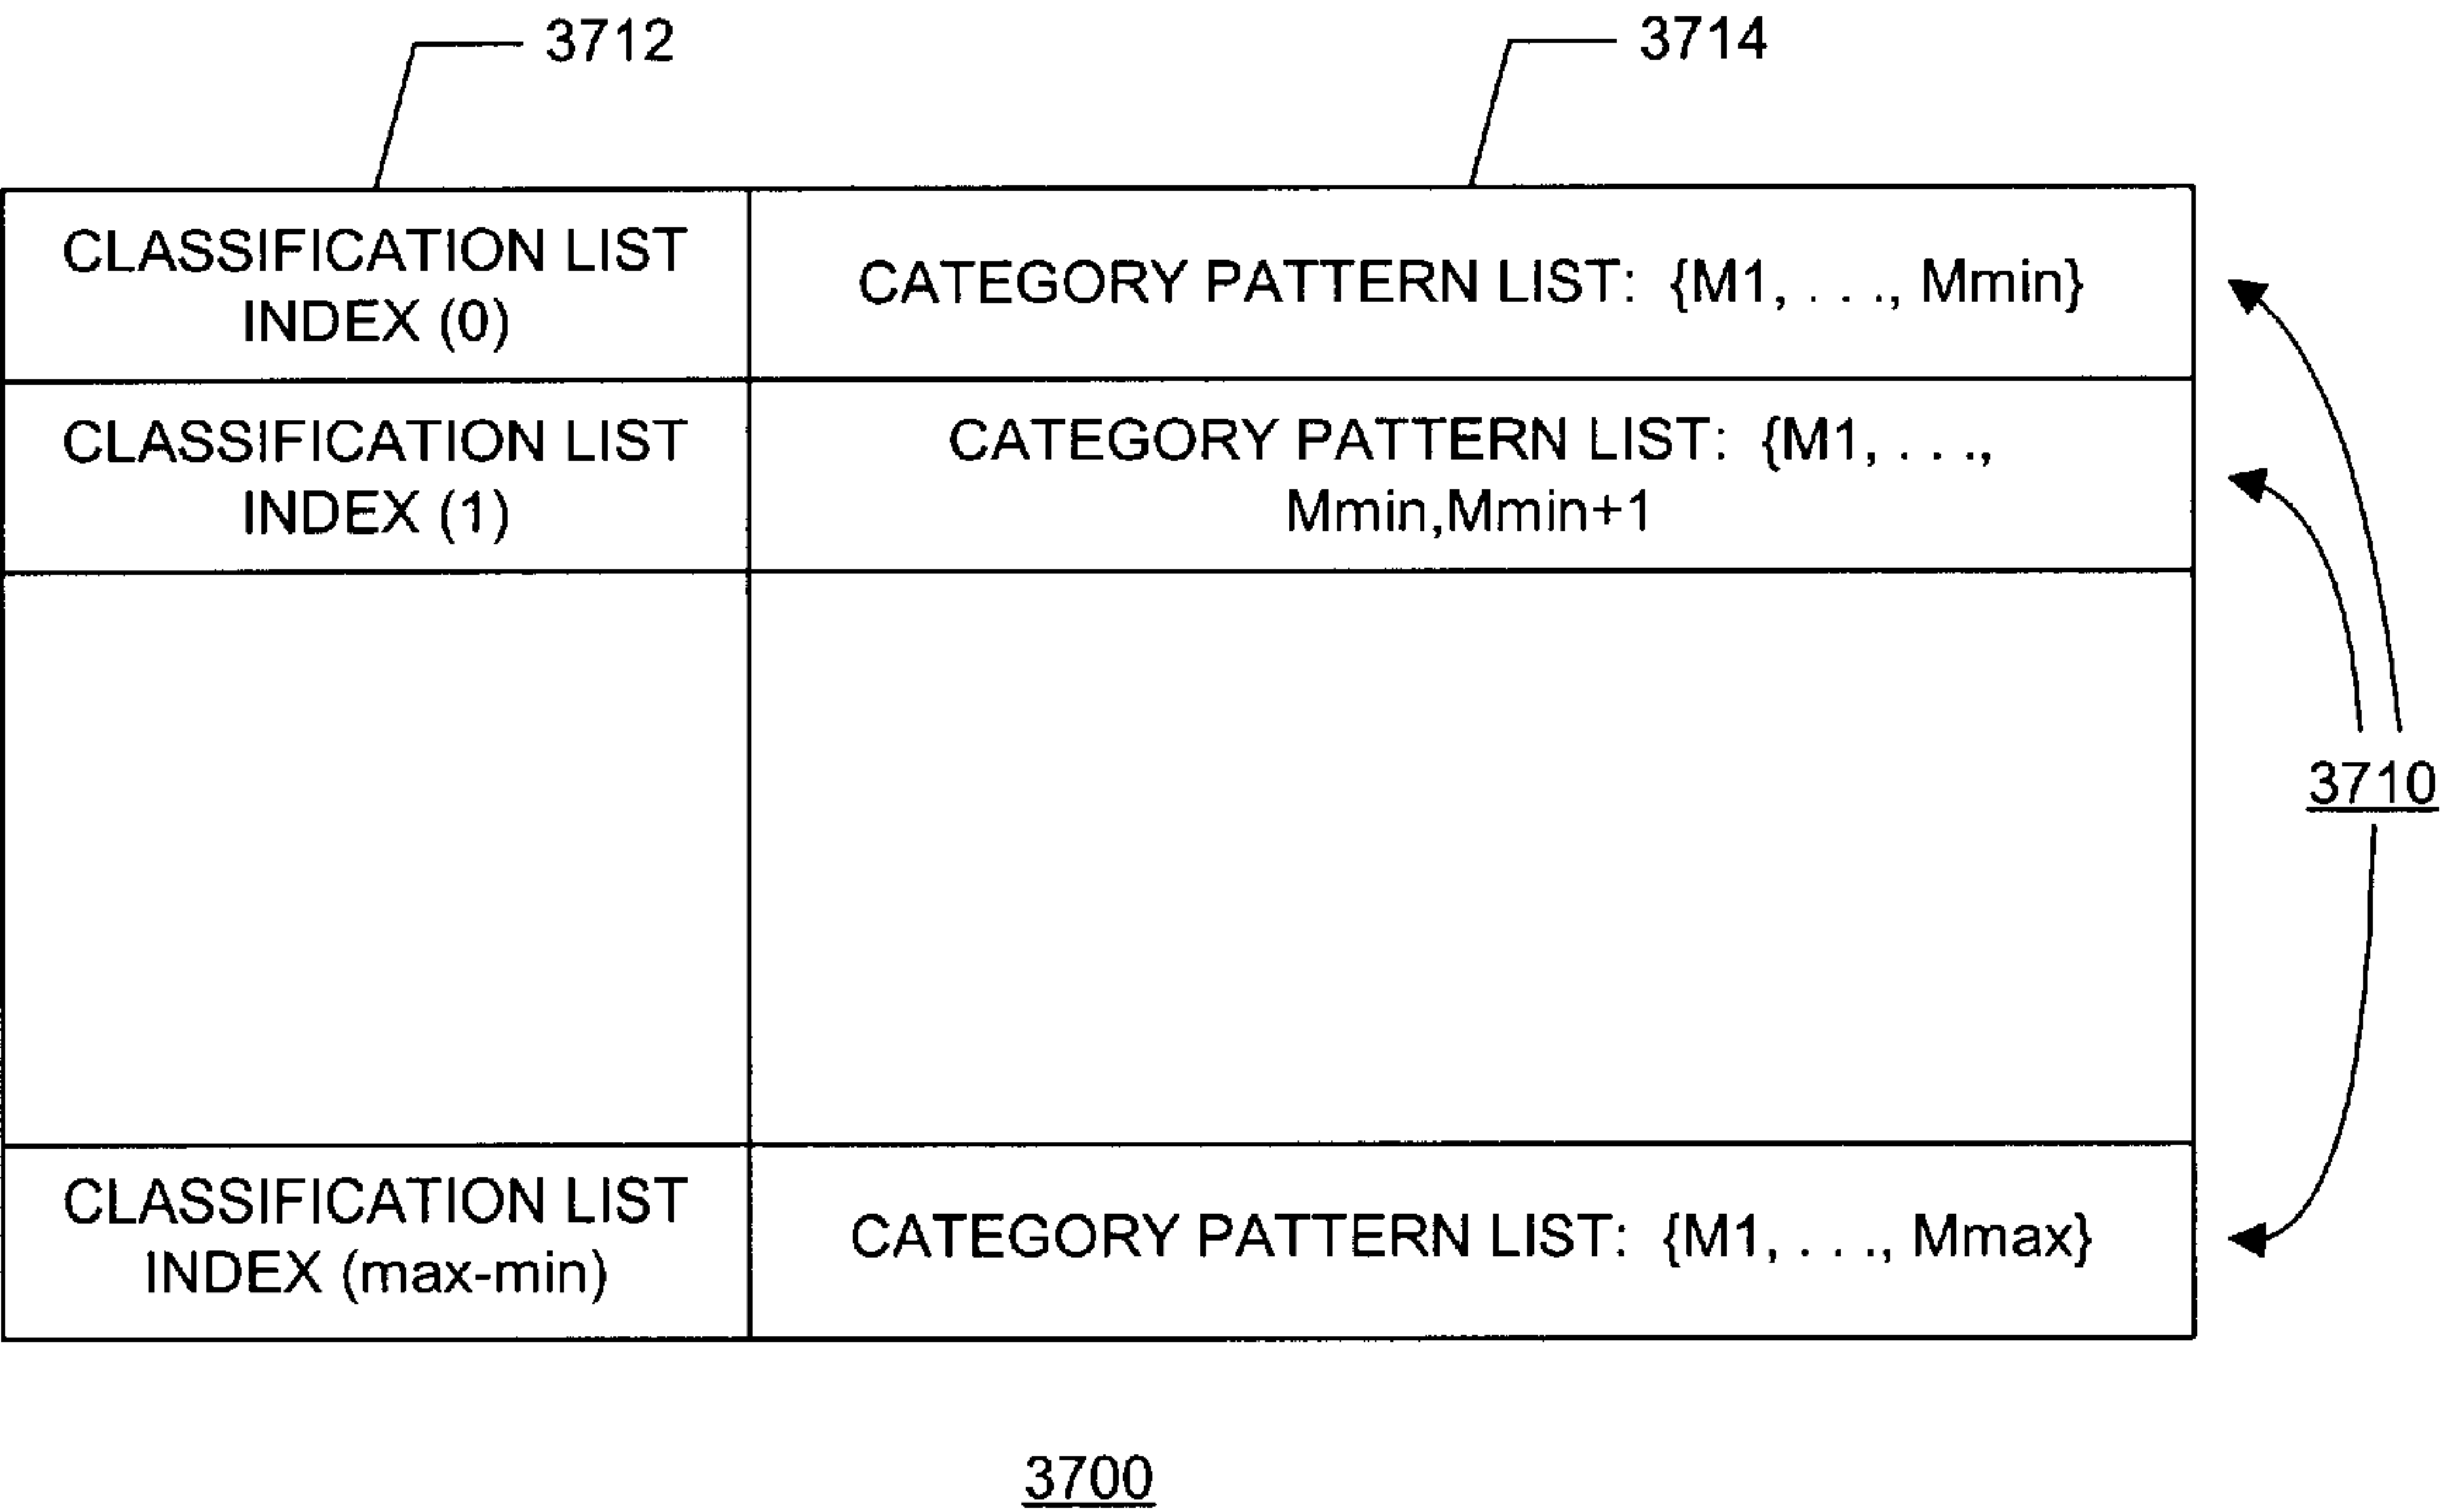 3712
3714
CLASSIFICATION LIST
INDEX (0)
CATEGORY PATTERN LIST: {M1, . . ., Mmin}
CLASSIFICATION LIST
INDEX (1)
CATEGORY PATTERN LIST: {M1, . . .,
Mmin,Mmin+1
3710
CLASSIFICATION LIST
INDEX (max-min)
CATEGORY PATTERN LIST: {M1, . . ., Mmax}
3700